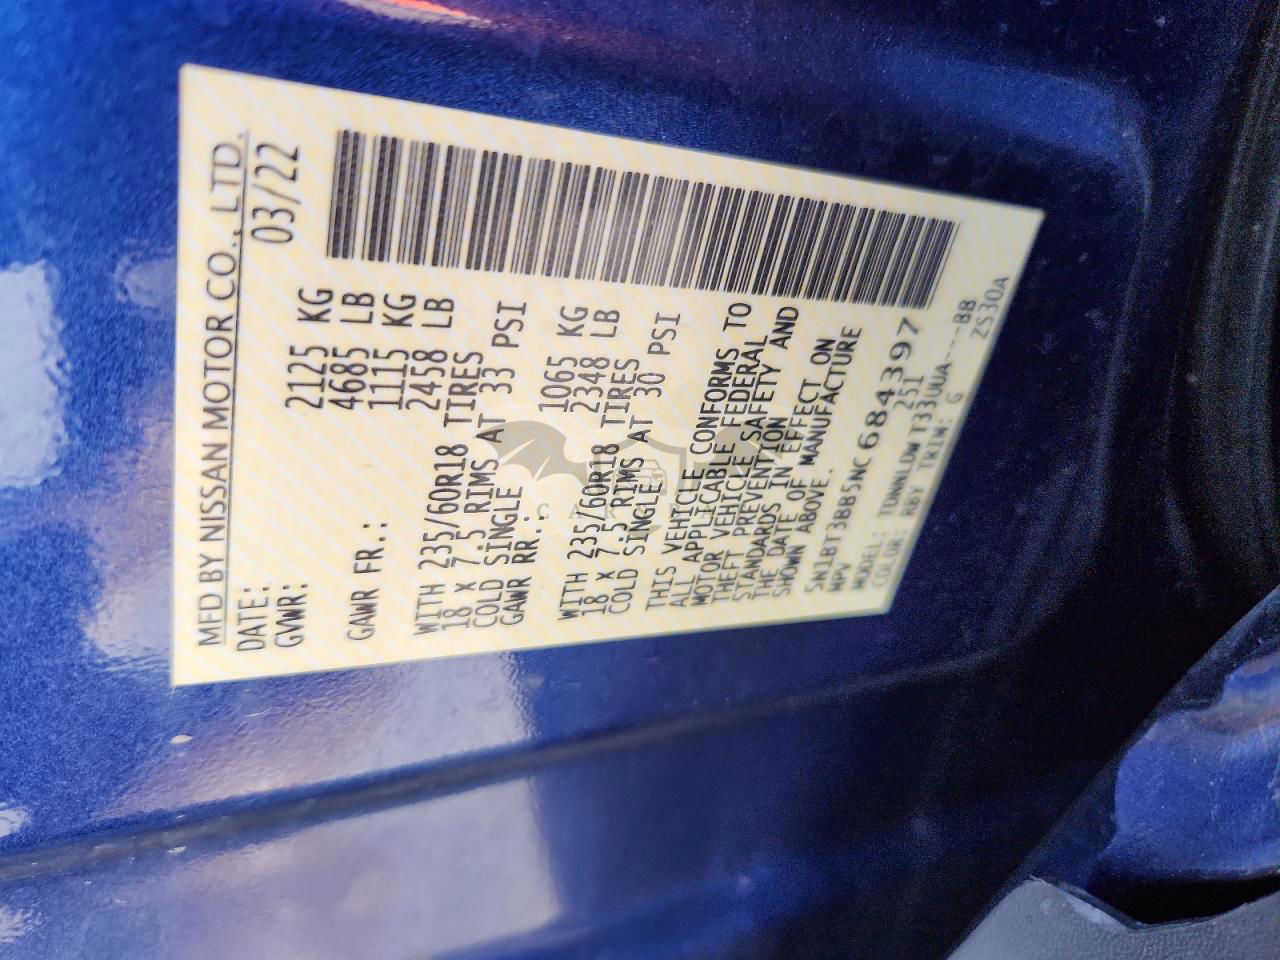 MFD BY NISSAN MOTOR CO., LTD.
DATE: 03/22
GVWR: 2125 KG
4685 LB
GAWR FR.: 1115 KG
2458 LB
WITH 235/60R18 TIRES
18 X 7.5 RIMS AT 33 PSI
COLD SINGLE
GAWR RR.: 1065 KG
2348 LB
WITH 235/60R18 TIRES
18 X 7.5 RIMS AT 30 PSI
COLD SINGLE
THIS VEHICLE CONFORMS TO
ALL APPLICABLE FEDERAL
MOTOR VEHICLE SAFETY AND
THEFT PREVENTION
STANDARDS IN EFFECT ON
THE DATE OF MANUFACTURE
SHOWN ABOVE.
5N1BT3BB5NC684397
MPV 251
MODEL: T33UUA----BB
COLOR: RBY TRIM: G ZS30A